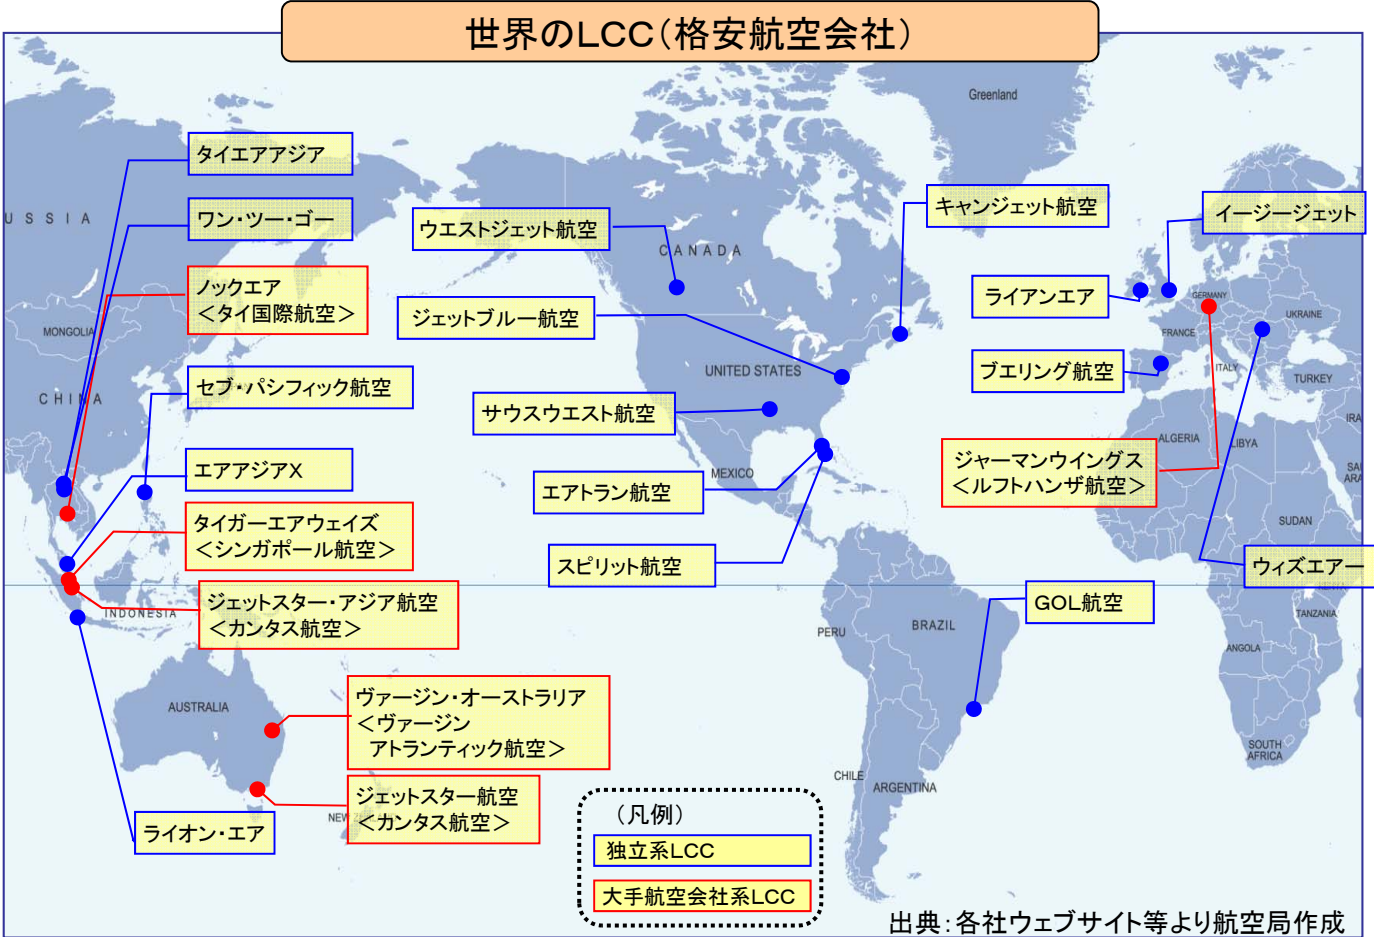 世界のLCC(格安航空会社)
Greenland
タイエアアジア
ワン・ツー・ゴー
USSIA
ノックエア
<タイ国際航空>
MONGOLIA
セブ・パシフィック航空
CHINA
エアアジアX
タイガーエアウェイズ
<シンガポール航空>
ジェットスター・アジア航空
<カンタス航空>
INDONESIA
AUSTRALIA
ヴァージン・オーストラリア
<ヴァージン
アトランティック航空>
ジェットスター航空
<カンタス航空>
ライオン・エア
ウエストジェット航空
CANADA
キャンジェット航空
ジェットブルー航空
UNITED STATES
サウスウエスト航空
MEXICO
エアトラン航空
スピリット航空
イージージェット
ライアンエア
GERMANY
UKRAINE
FRANCE
ブエリング航空
ITALY
TURKEY
IRA
ALGERIA
LIBYA
ジャーマンウイングス
<ルフトハンザ航空>
SAU
ARA
SUDAN
ウィズエアー
GOL航空
PERU
BRAZIL
TANZANIA
ANGOLA
SOUTH
AFRICA
CHILE
ARGENTINA
(凡例)
独立系LCC
大手航空会社系LCC
出典:各社ウェブサイト等より航空局作成